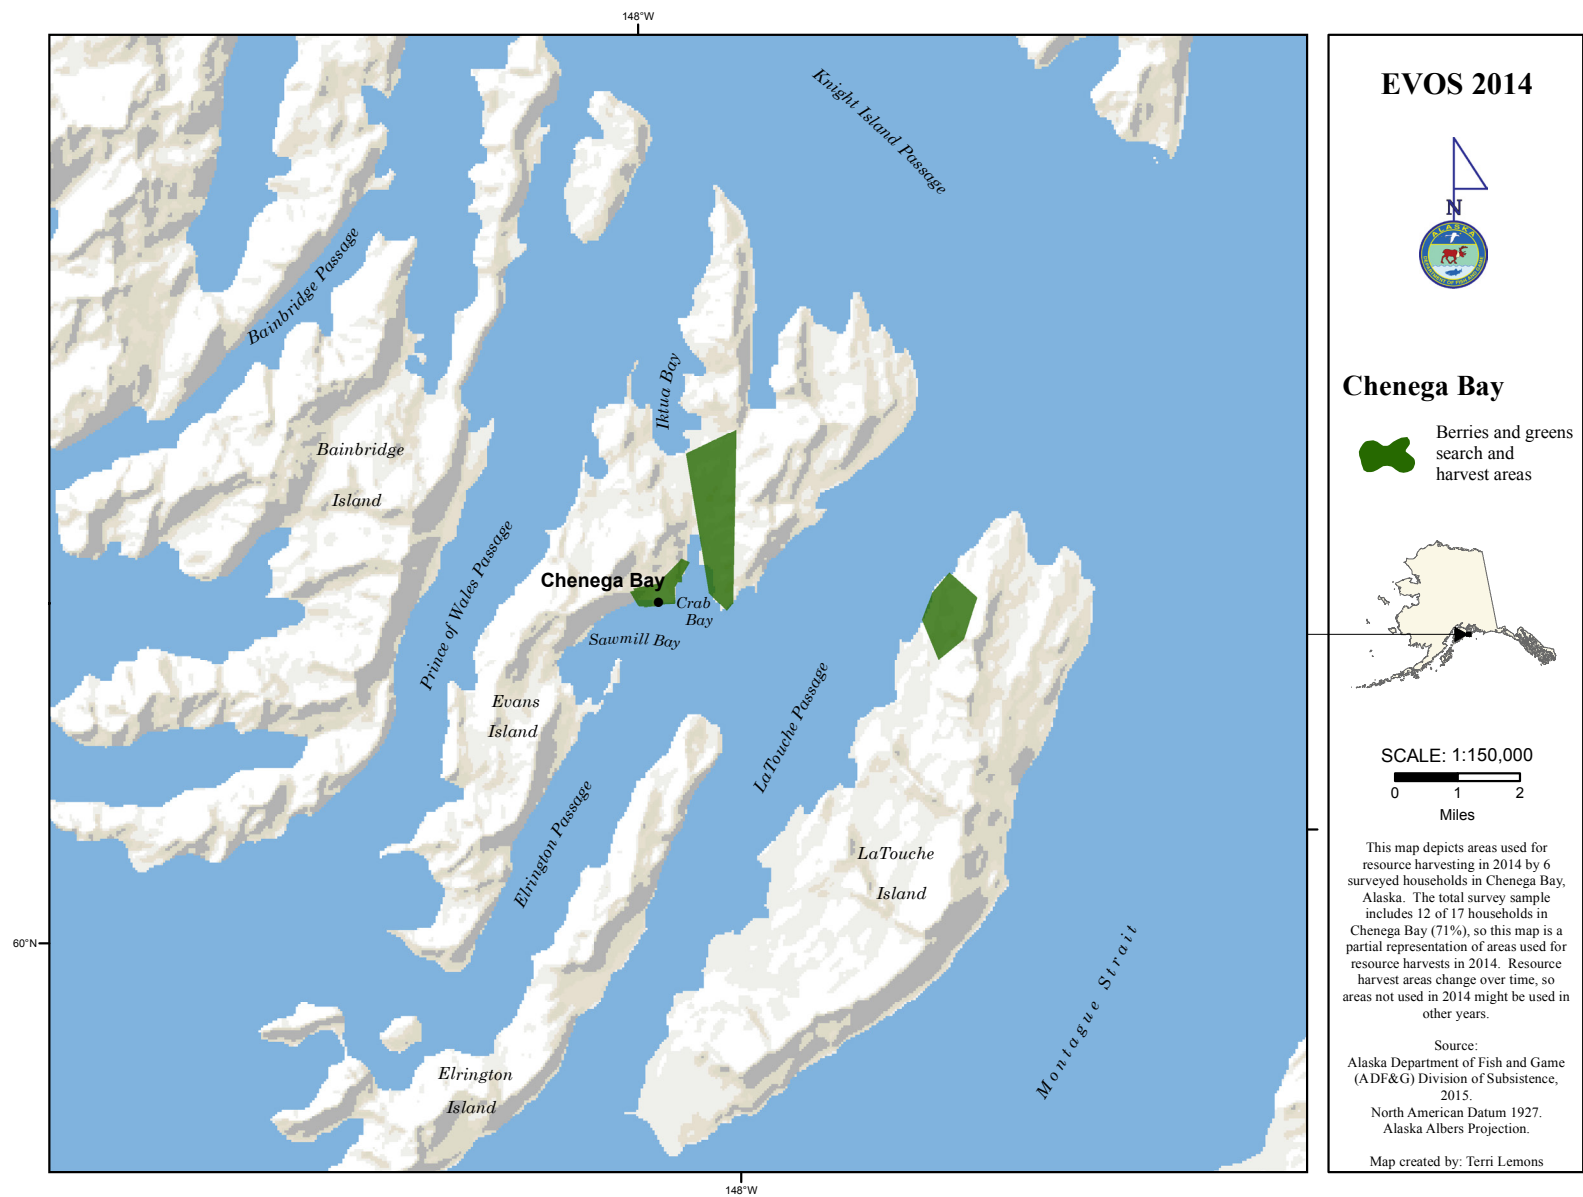 148°W
Knight Island Passage
Bainbridge Passage
Iktua Bay
Bainbridge
Island
Prince of Wales Passage
Chenega Bay
Crab
Bay
Sawmill Bay
Evans
Island
LaTouche Passage
Elrington Passage
LaTouche
Island
60°N
Montague Strait
Elrington
Island
148°W
EVOS 2014
N
ALASKA
Chenega Bay
Berries and greens
search and
harvest areas
SCALE: 1:150,000
0 1 2
Miles
This map depicts areas used for
resource harvesting in 2014 by 6
surveyed households in Chenega Bay,
Alaska. The total survey sample
includes 12 of 17 households in
Chenega Bay (71%), so this map is a
partial representation of areas used for
resource harvests in 2014. Resource
harvest areas change over time, so
areas not used in 2014 might be used in
other years.
Source:
Alaska Department of Fish and Game
(ADF&G) Division of Subsistence,
2015.
North American Datum 1927.
Alaska Albers Projection.
Map created by: Terri Lemons